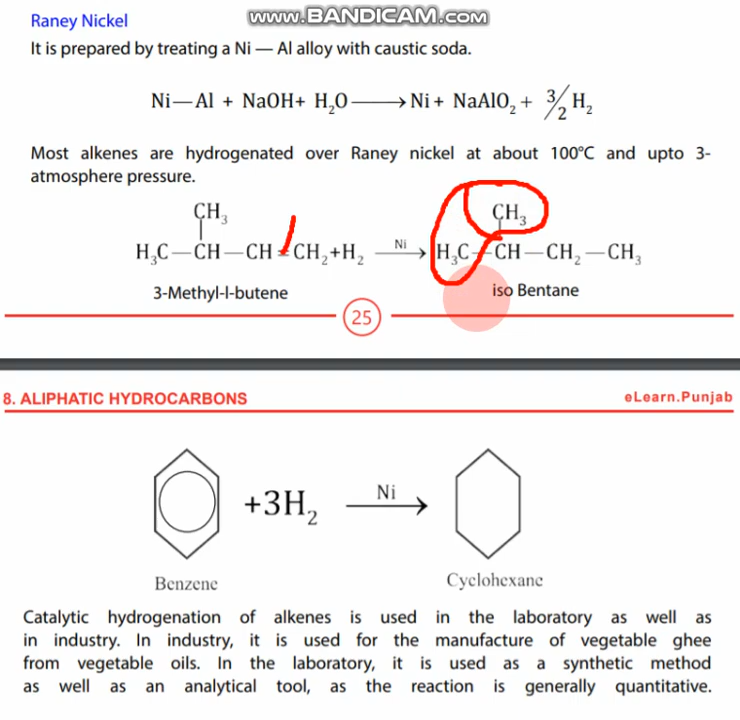 www.BANDICAM.com
Raney Nickel
It is prepared by treating a Ni — Al alloy with caustic soda.
Ni—Al + NaOH+ H₂O ⟶ Ni + NaAlO₂ + 3/2 H₂
Most alkenes are hydrogenated over Raney nickel at about 100°C and upto 3-
atmosphere pressure.
CH₃ CH₃
H₃C—CH—CH=CH₂+H₂ —Ni→ H₃C—CH—CH₂—CH₃
3-Methyl-l-butene iso Bentane
25
8. ALIPHATIC HYDROCARBONS eLearn.Punjab
+3H₂ —Ni→
Benzene Cyclohexane
Catalytic hydrogenation of alkenes is used in the laboratory as well as
in industry. In industry, it is used for the manufacture of vegetable ghee
from vegetable oils. In the laboratory, it is used as a synthetic method
as well as an analytical tool, as the reaction is generally quantitative.